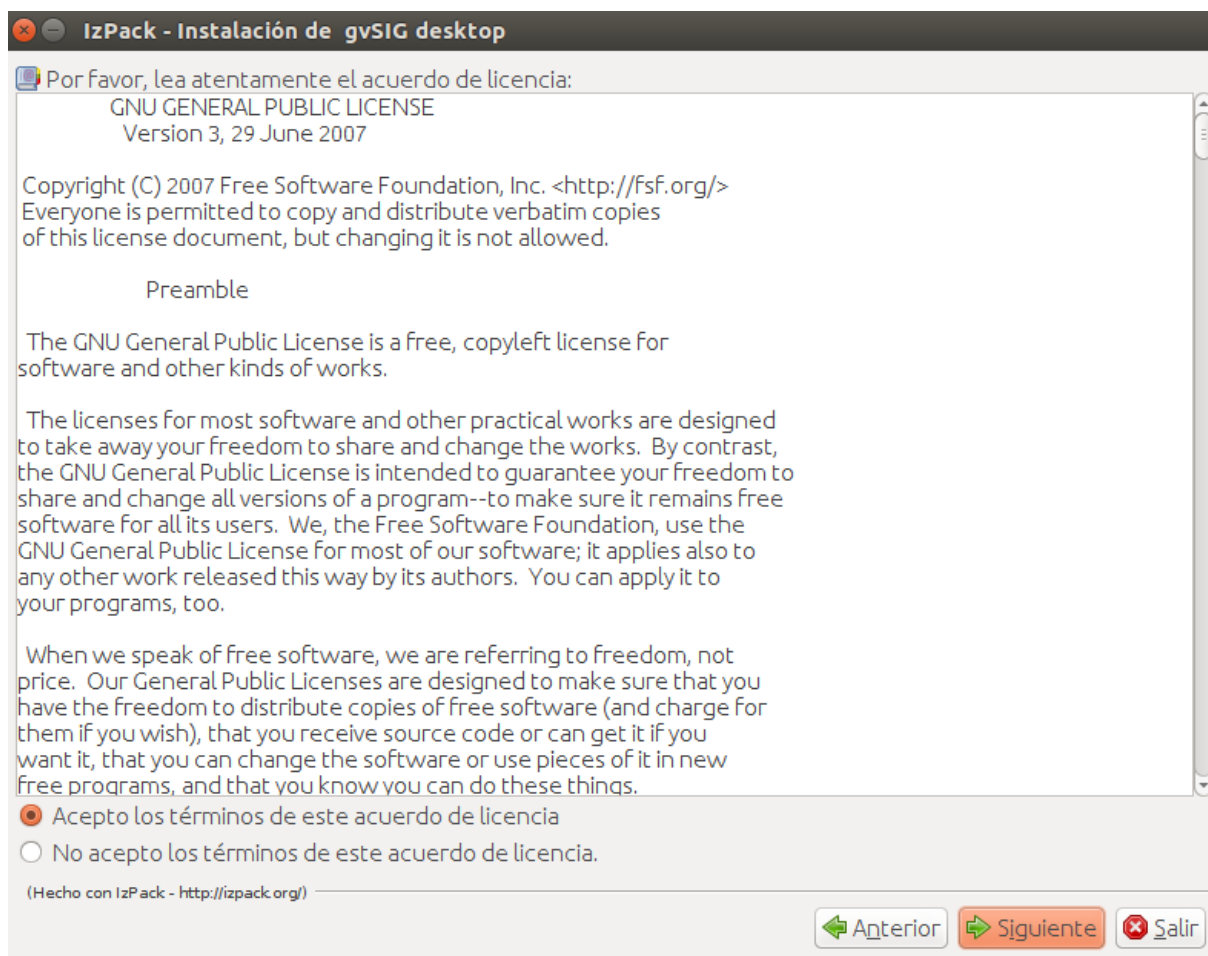 IzPack - Instalación de gvSIG desktop
Por favor, lea atentamente el acuerdo de licencia:
GNU GENERAL PUBLIC LICENSE
Version 3, 29 June 2007
Copyright (C) 2007 Free Software Foundation, Inc. <http://fsf.org/>
Everyone is permitted to copy and distribute verbatim copies
of this license document, but changing it is not allowed.
Preamble
The GNU General Public License is a free, copyleft license for
software and other kinds of works.
The licenses for most software and other practical works are designed
to take away your freedom to share and change the works. By contrast,
the GNU General Public License is intended to guarantee your freedom to
share and change all versions of a program--to make sure it remains free
software for all its users. We, the Free Software Foundation, use the
GNU General Public License for most of our software; it applies also to
any other work released this way by its authors. You can apply it to
your programs, too.
When we speak of free software, we are referring to freedom, not
price. Our General Public Licenses are designed to make sure that you
have the freedom to distribute copies of free software (and charge for
them if you wish), that you receive source code or can get it if you
want it, that you can change the software or use pieces of it in new
free programs, and that you know you can do these things.
Acepto los términos de este acuerdo de licencia
No acepto los términos de este acuerdo de licencia.
(Hecho con IzPack - http://izpack.org/)
Anterior Siguiente Salir